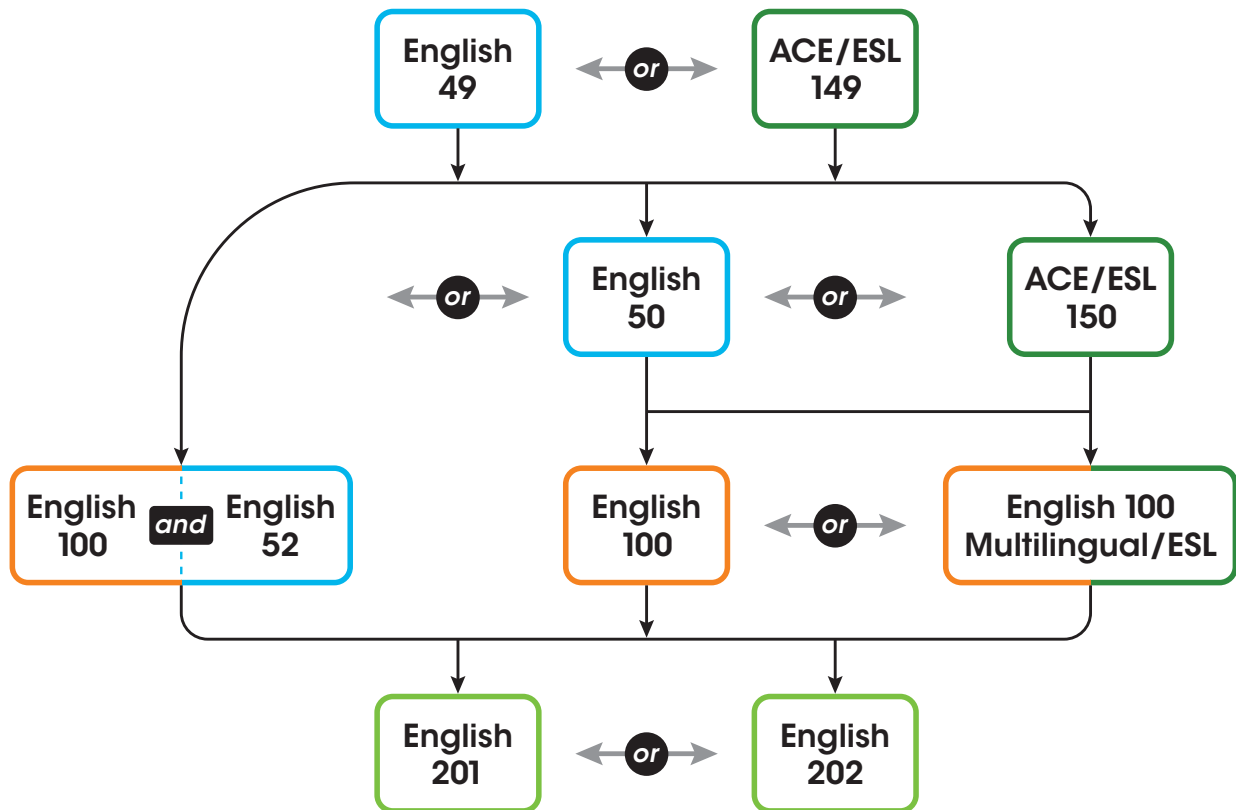 English
49
or
ACE/ESL
149
or
English
50
or
ACE/ESL
150
English
100
and
English
52
English
100
or
English 100
Multilingual/ESL
English
201
or
English
202